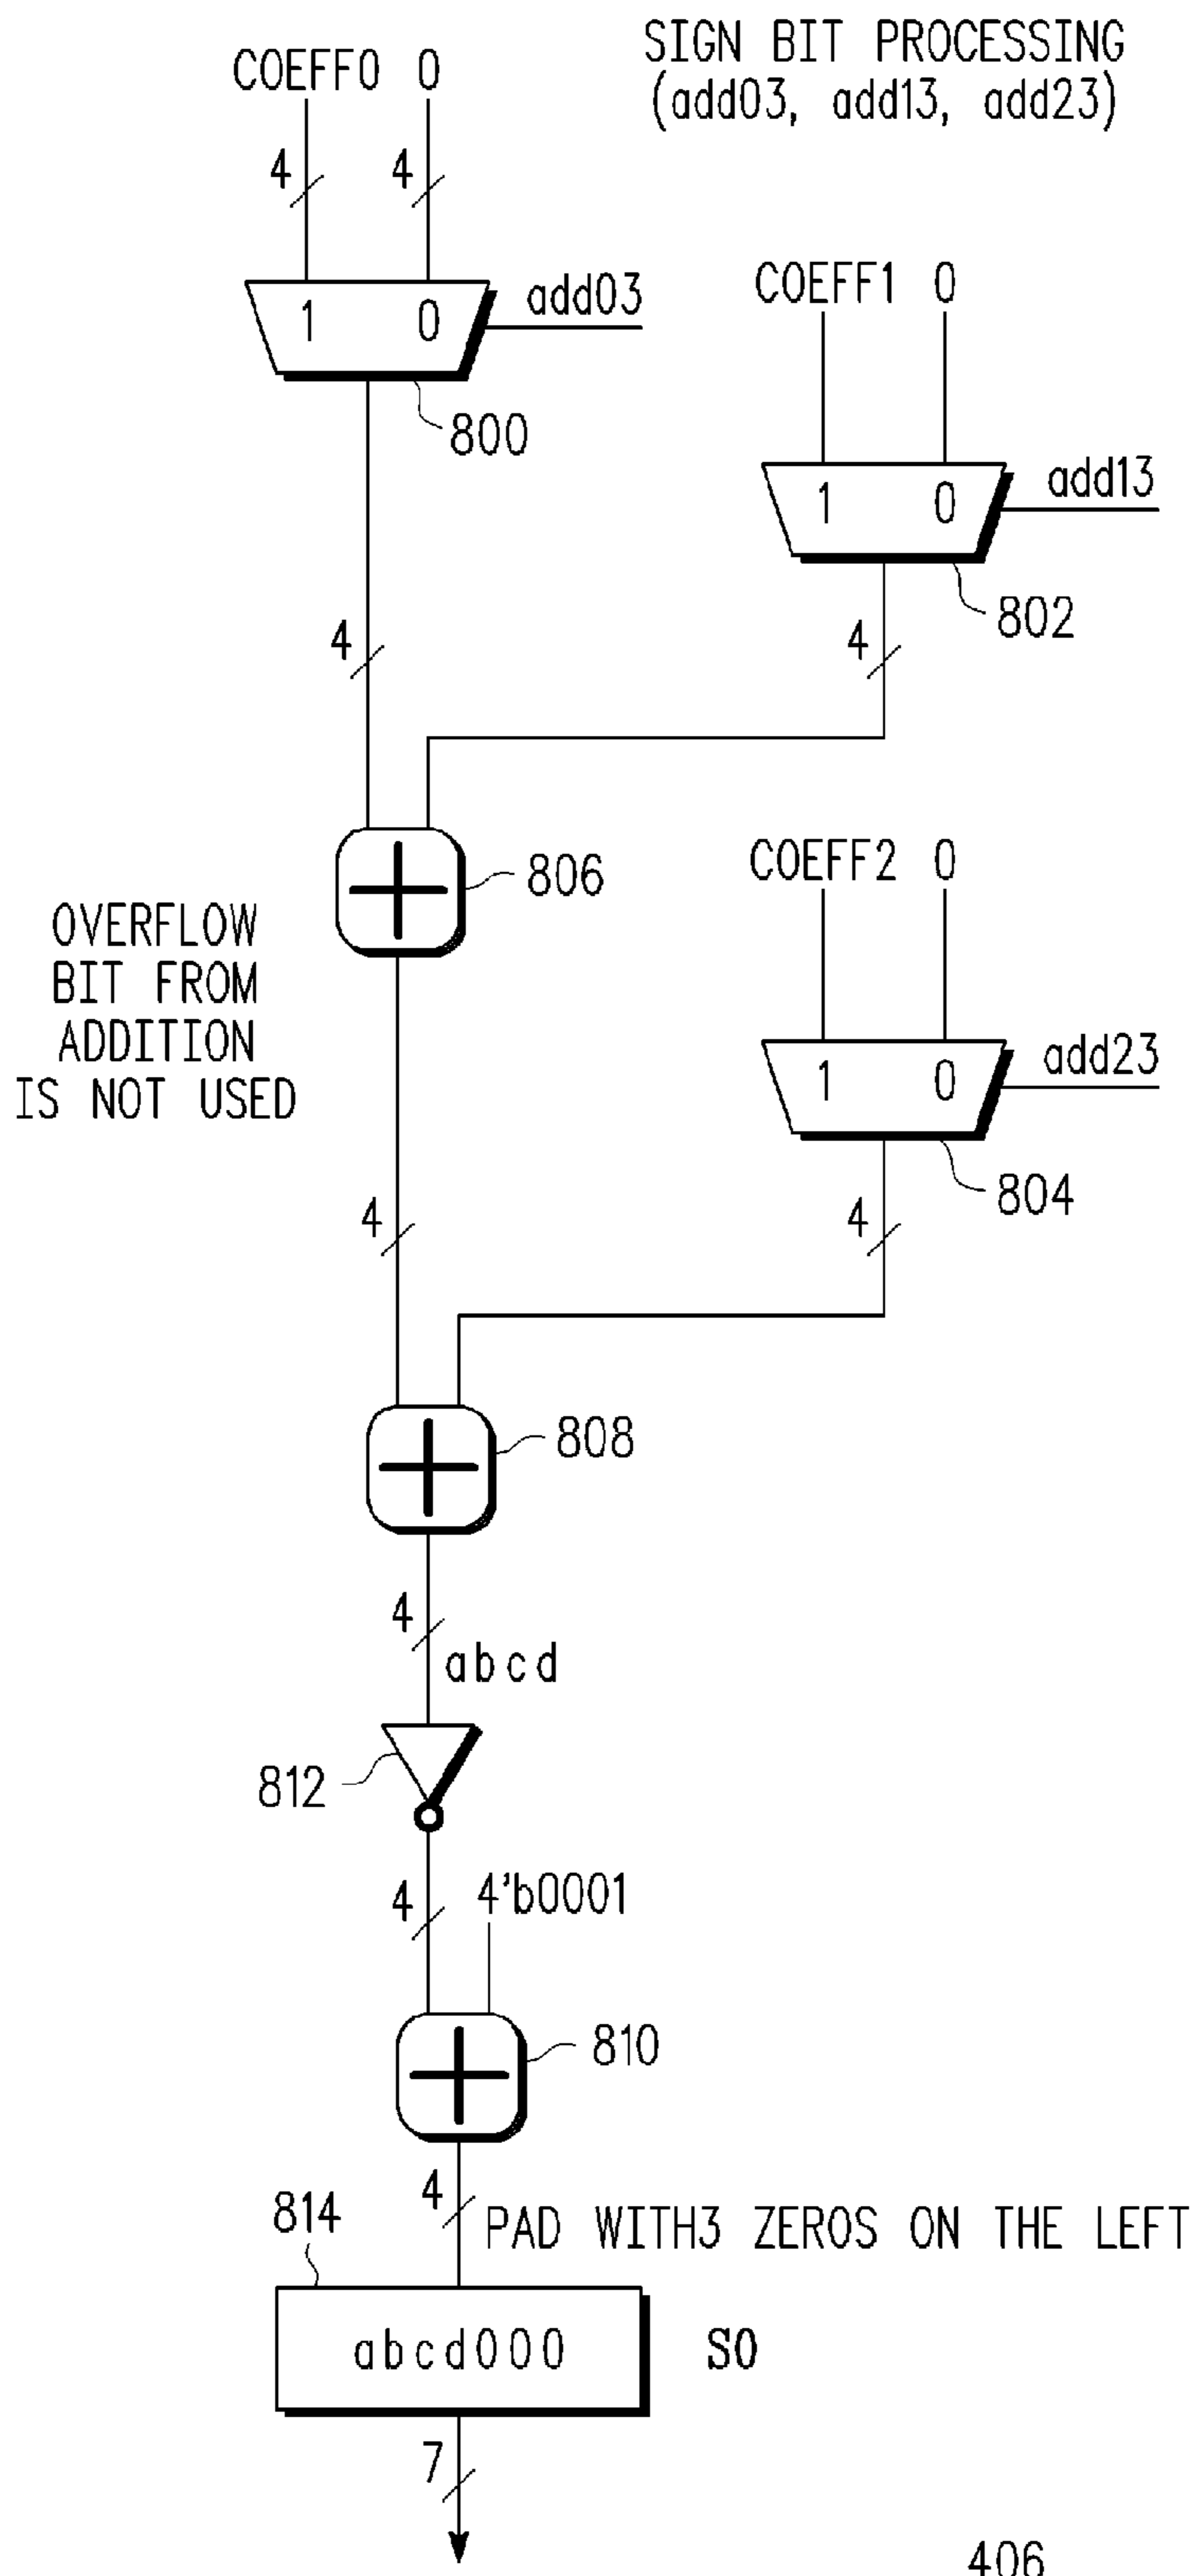 SIGN BIT PROCESSING
(add03, add13, add23)
COEFF0 0
4 4
1 0
add03
800
COEFF1 0
1 0
add13
802
4
4
806
OVERFLOW
BIT FROM
ADDITION
IS NOT USED
COEFF2 0
1 0
add23
804
4
4
808
4
abcd
812
4
4'b0001
810
4
PAD WITH3 ZEROS ON THE LEFT
814
abcd000
S0
7
406